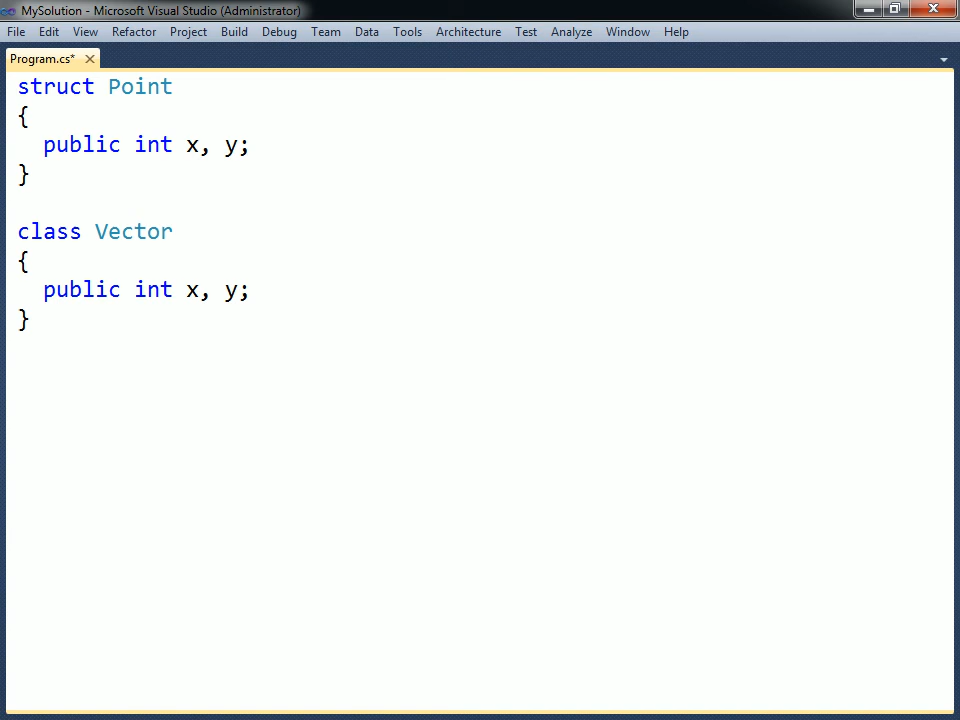 MySolution - Microsoft Visual Studio (Administrator)
File Edit View Refactor Project Build Debug Team Data Tools Architecture Test Analyze Window Help
Program.cs*
struct Point
{
  public int x, y;
}
class Vector
{
  public int x, y;
}